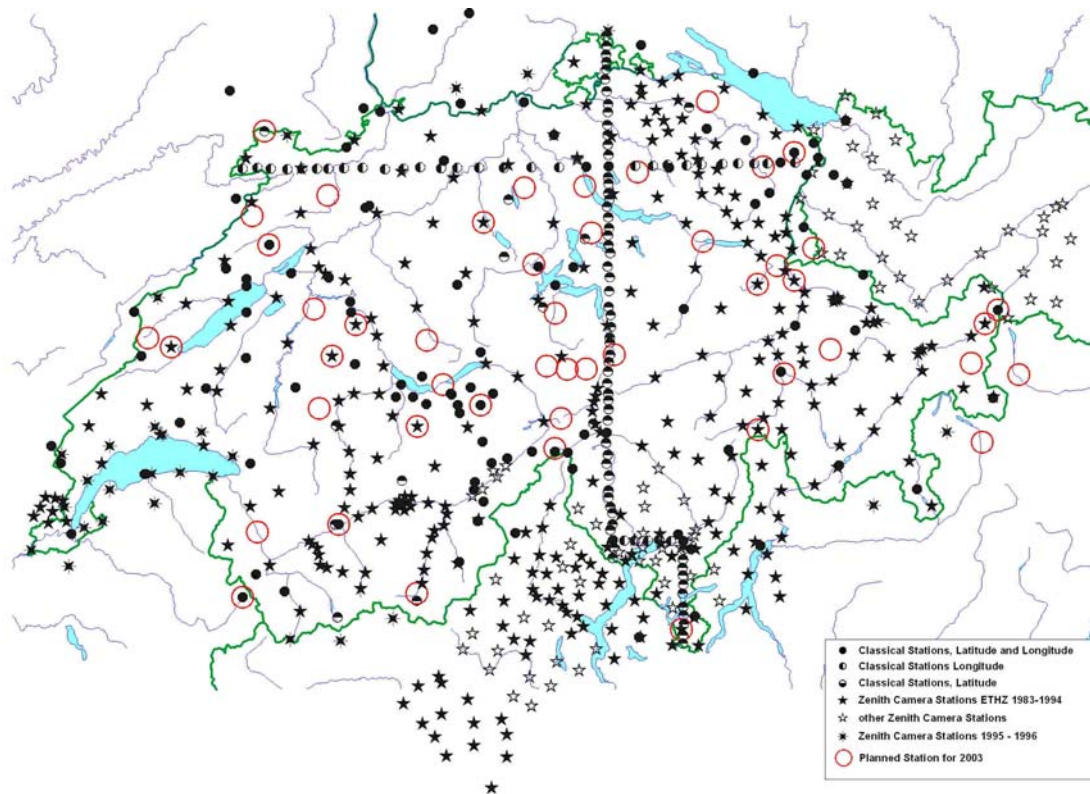 Classical Stations, Latitude and Longitude
Classical Stations Longitude
Classical Stations, Latitude
Zenith Camera Stations ETHZ 1983-1994
other Zenith Camera Stations
Zenith Camera Stations 1995 - 1996
Planned Station for 2003